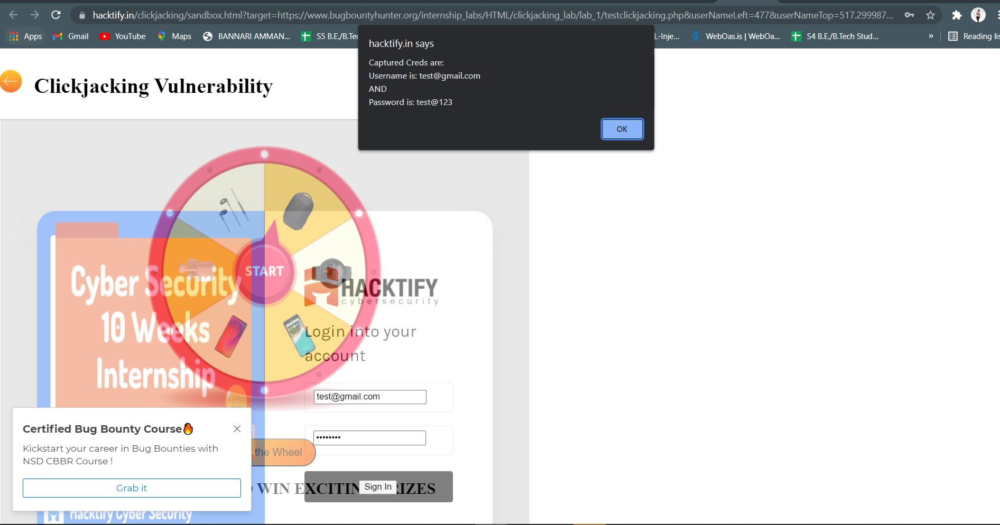 hacktify.in/clickjacking/sandbox.html?target=https://www.bugbountyhunter.org/internship_labs/HTML/clickjacking_lab/lab_1/testclickjacking.php&userNameLeft=477&userNameTop=517.299987...
Apps Gmail YouTube Maps BANNARI AMMAN... S5 B.E./B.Tec L-Inje... WebOas.is | WebOa... S4 B.E./B.Tech Stud... » Reading lis
hacktify.in says
Captured Creds are:
Username is: test@gmail.com
AND
Password is: test@123
OK
Clickjacking Vulnerability
START
Cyber Security
10 Weeks
Internship
HACKTIFY
cybersecurity
Login into your
account
test@gmail.com
••••••••
the Wheel
WIN EXCITIN RIZES
Sign In
Certified Bug Bounty Course🔥
Kickstart your career in Bug Bounties with
NSD CBBR Course !
Grab it
Hacktify Cyber Security